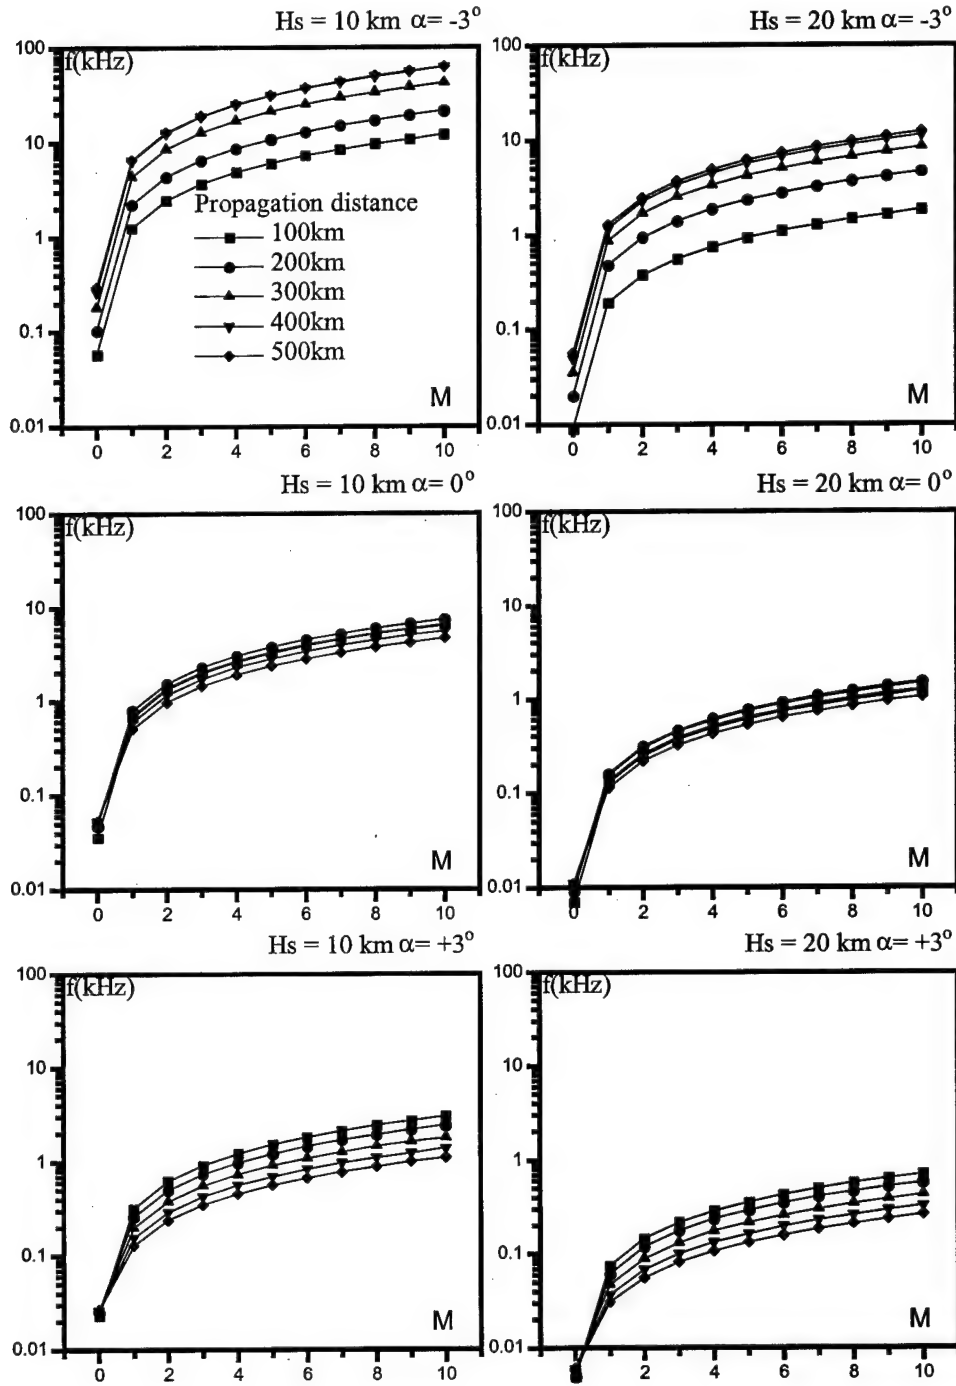 Hs = 10 km α= -3°
100
f(kHz)
10
1
0.1
0.01
Propagation distance
100km
200km
300km
400km
500km
M
0 2 4 6 8 10
Hs = 20 km α= -3°
100
f(kHz)
10
1
0.1
0.01
M
0 2 4 6 8 10
Hs = 10 km α= 0°
100
f(kHz)
10
1
0.1
0.01
M
0 2 4 6 8 10
Hs = 20 km α= 0°
100
f(kHz)
10
1
0.1
0.01
M
0 2 4 6 8 10
Hs = 10 km α= +3°
100
f(kHz)
10
1
0.1
0.01
M
0 2 4 6 8 10
Hs = 20 km α= +3°
100
f(kHz)
10
1
0.1
0.01
M
0 2 4 6 8 10